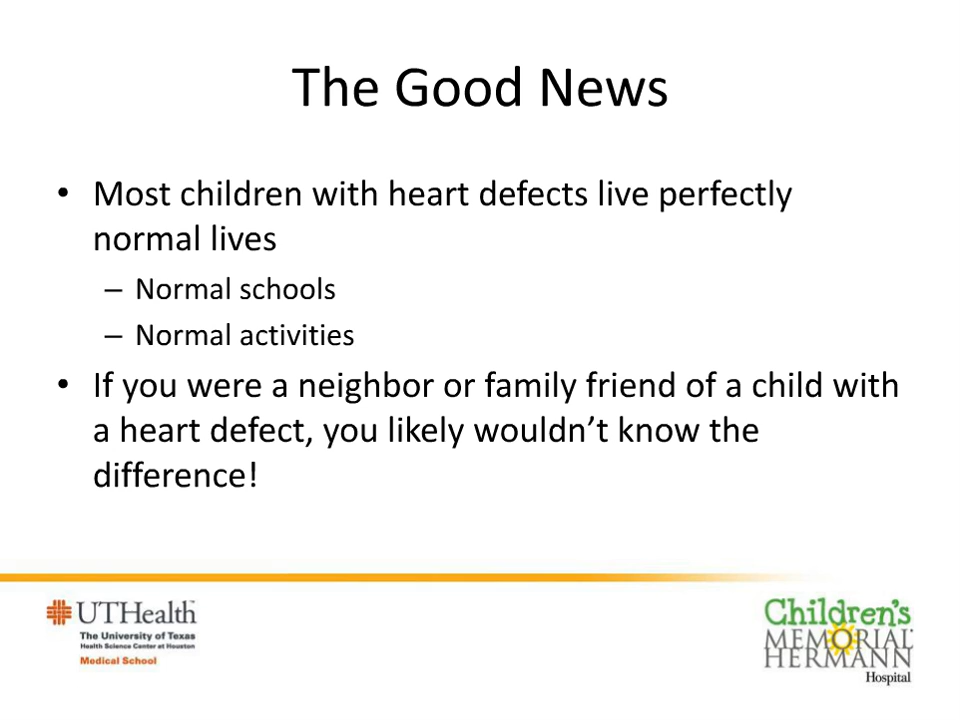 The Good News
• Most children with heart defects live perfectly
normal lives
– Normal schools
– Normal activities
• If you were a neighbor or family friend of a child with
a heart defect, you likely wouldn’t know the
difference!
UTHealth™
The University of Texas
Health Science Center at Houston
Medical School
Children's
MEMORIAL
HERMANN
Hospital